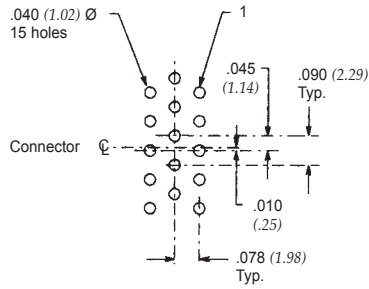 .040 (1.02) Ø
15 holes
1
.045
(1.14)
.090 (2.29)
Typ.
Connector ℄
.010
(.25)
.078 (1.98)
Typ.